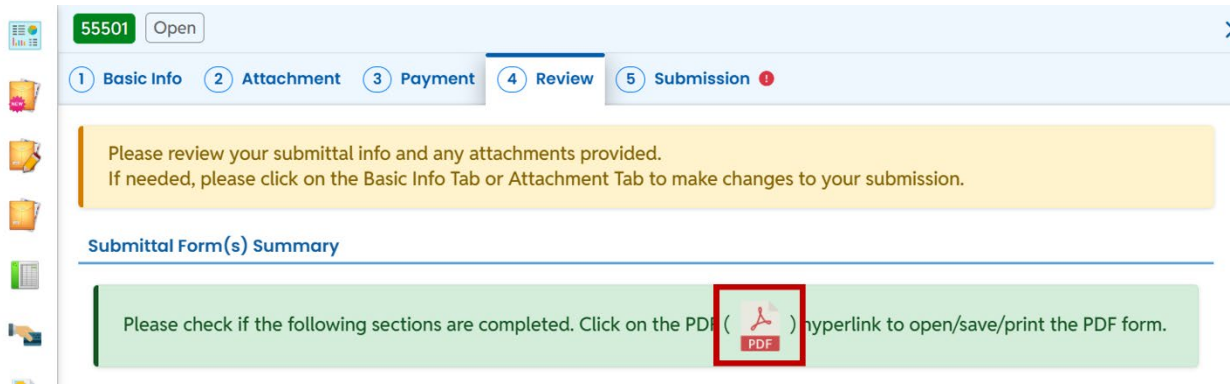 55501 Open
1 Basic Info 2 Attachment 3 Payment 4 Review 5 Submission
NEW
Please review your submittal info and any attachments provided.
If needed, please click on the Basic Info Tab or Attachment Tab to make changes to your submission.
Submittal Form(s) Summary
Please check if the following sections are completed. Click on the PDF ( PDF ) hyperlink to open/save/print the PDF form.